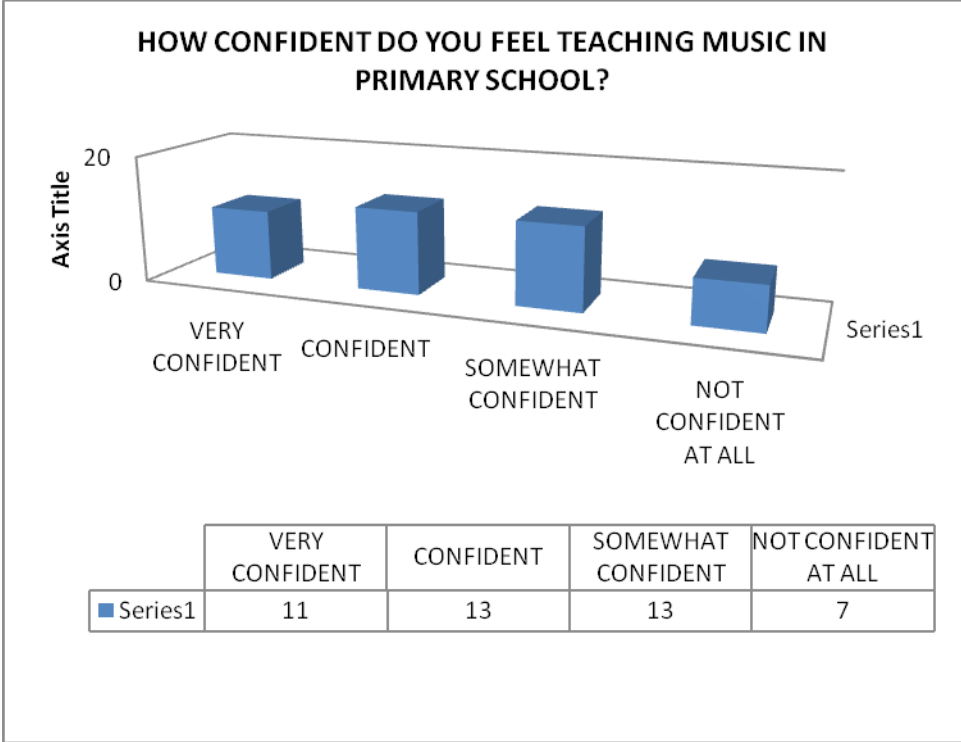 HOW CONFIDENT DO YOU FEEL TEACHING MUSIC IN
PRIMARY SCHOOL?
20
Axis Title
0
VERY
CONFIDENT
CONFIDENT
SOMEWHAT
CONFIDENT
NOT
CONFIDENT
AT ALL
Series1
VERY
CONFIDENT
CONFIDENT
SOMEWHAT
CONFIDENT
NOT CONFIDENT
AT ALL
Series1 11 13 13 7